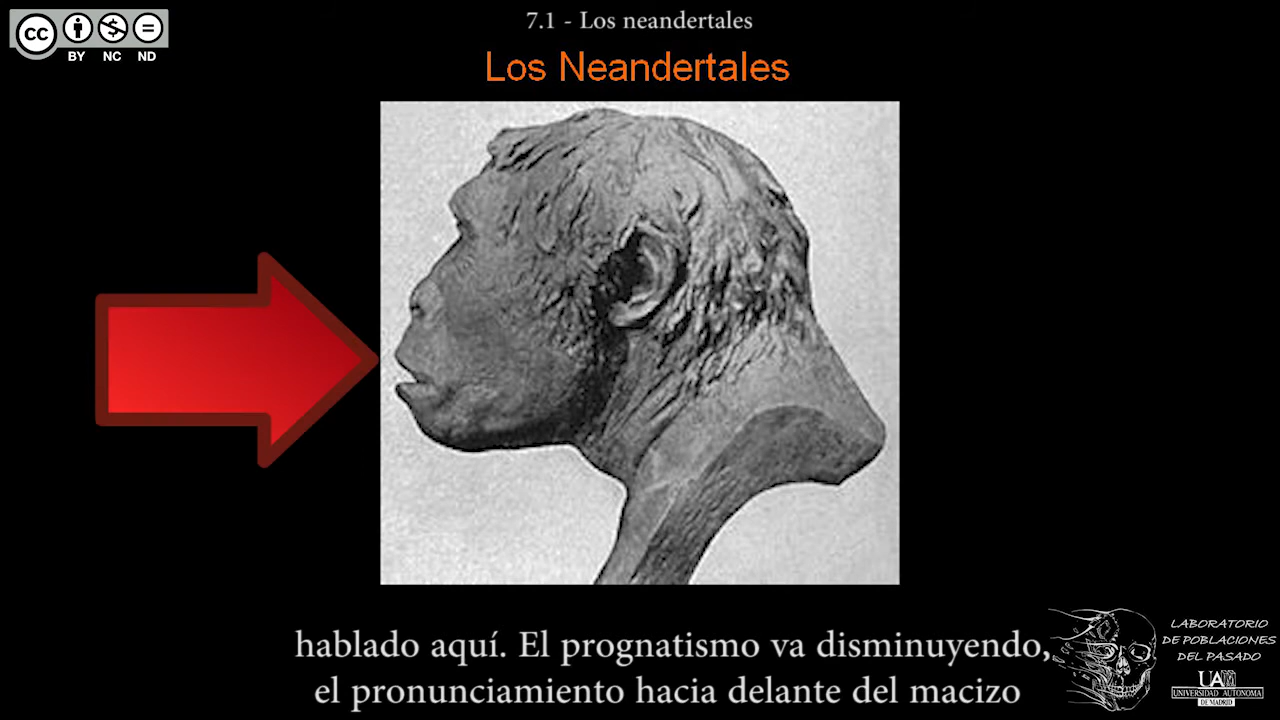 cc
BY NC ND
7.1 - Los neandertales
Los Neandertales
hablado aquí. El prognatismo va disminuyendo,
el pronunciamiento hacia delante del macizo
LABORATORIO
DE POBLACIONES
DEL PASADO
UAM
UNIVERSIDAD AUTONOMA
DE MADRID